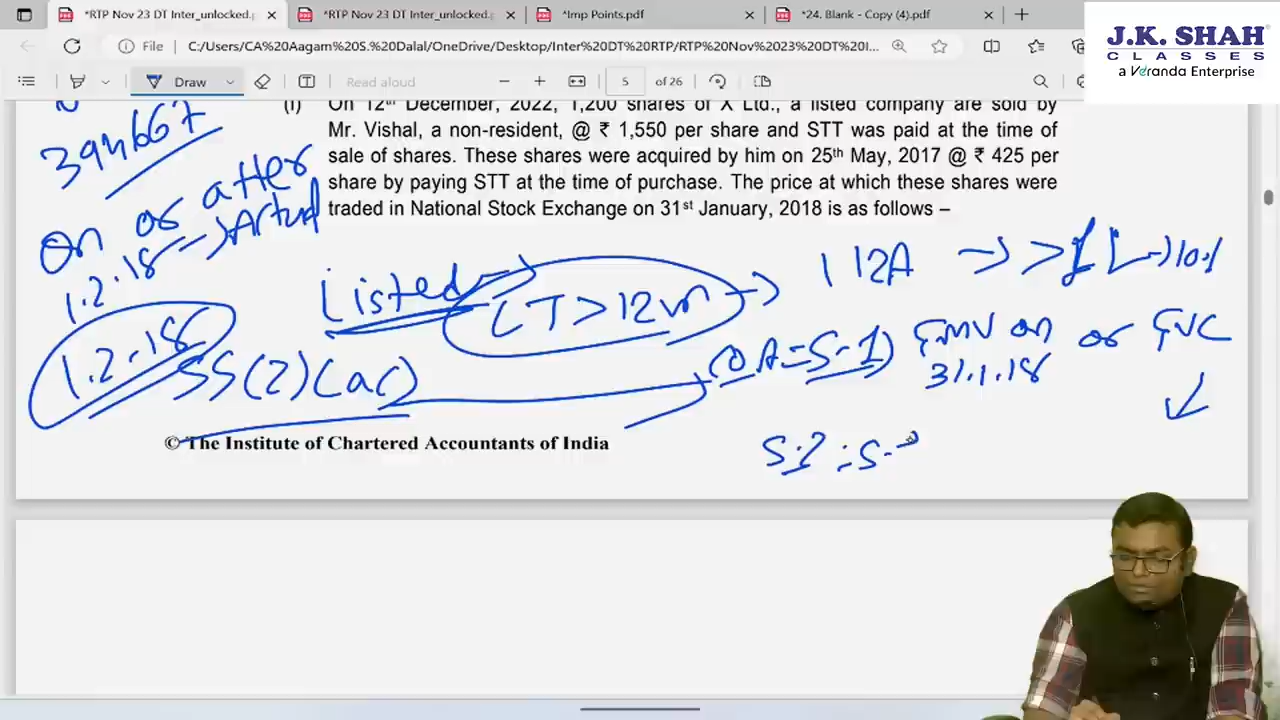 *RTP Nov 23 DT Inter_unlocked.p
*RTP Nov 23 DT Inter_unlocked.p
*Imp Points.pdf
*24. Blank - Copy (4).pdf
J.K. SHAH
CLASSES
a Veranda Enterprise
File
C:/Users/CA%20Aagam%20S.%20Dalal/OneDrive/Desktop/Inter%20DT%20RTP/RTP%20Nov%202023%20DT%20I...
Draw
Read aloud
5
of 26
(i) On 12th December, 2022, 1,200 shares of X Ltd., a listed company are sold by
Mr. Vishal, a non-resident, @ ₹ 1,550 per share and STT was paid at the time of
sale of shares. These shares were acquired by him on 25th May, 2017 @ ₹ 425 per
share by paying STT at the time of purchase. The price at which these shares were
traded in National Stock Exchange on 31st January, 2018 is as follows –
394667
On or after
1.2.18 → Actual
1.2.18
Listed →
LT > 12m →
112A → > 1L → 10%
55(2)(ac)
COA = S-1) FMV on
31.1.18
or FVC
S-2 = S-
© The Institute of Chartered Accountants of India